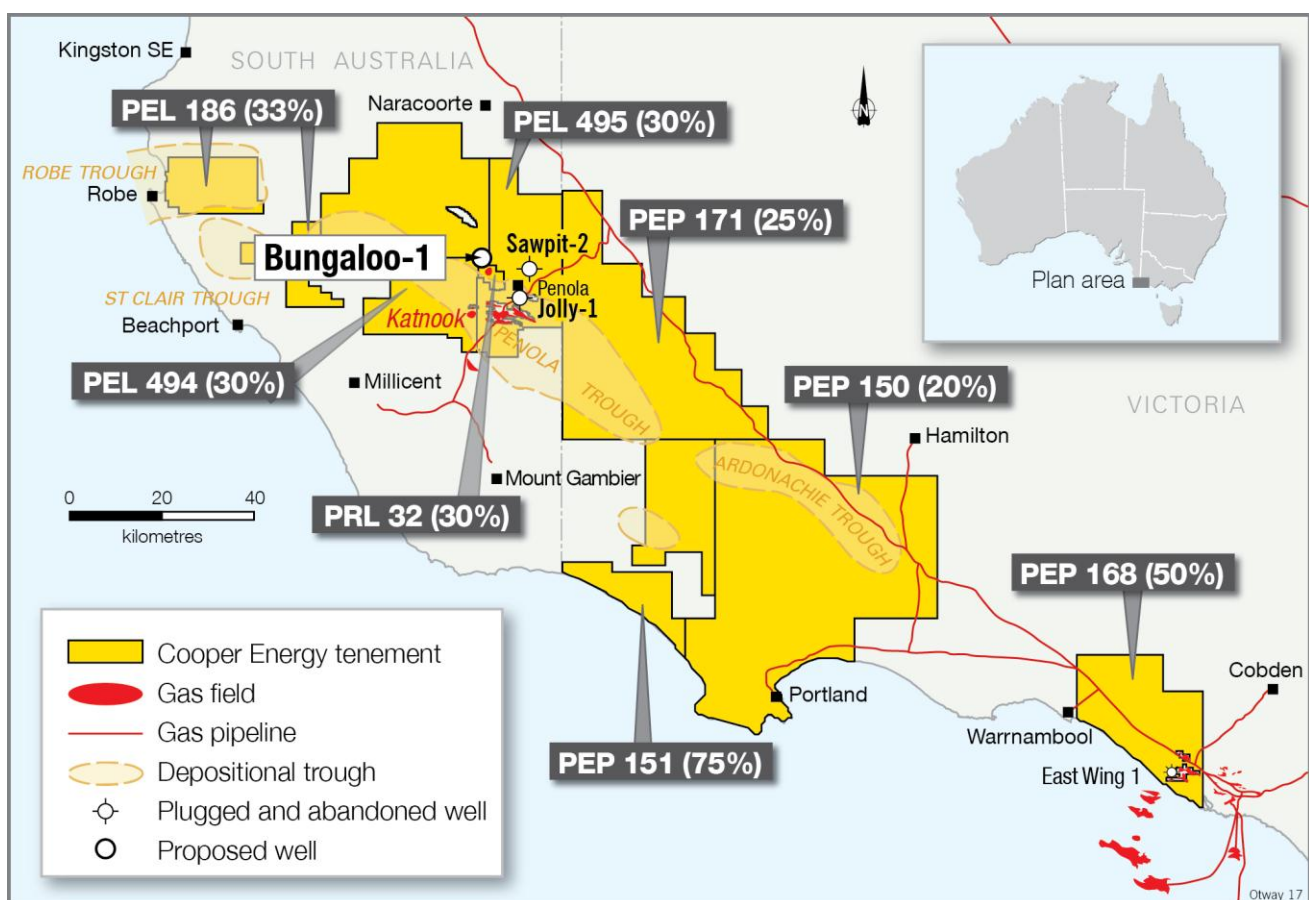 Kingston SE
SOUTH AUSTRALIA
Naracoorte
N
PEL 186 (33%)
PEL 495 (30%)
ROBE TROUGH
Robe
PEP 171 (25%)
Bungaloo-1
Sawpit-2
Penola
Jolly-1
Plan area
ST CLAIR TROUGH
Beachport
Katnook
PENOLA
TROUGH
PEL 494 (30%)
Millicent
PEP 150 (20%)
VICTORIA
Hamilton
ARDONACHIE TROUGH
Mount Gambier
0 20 40
kilometres
PRL 32 (30%)
PEP 168 (50%)
Cobden
Portland
Warrnambool
PEP 151 (75%)
East Wing 1
Cooper Energy tenement
Gas field
Gas pipeline
Depositional trough
Plugged and abandoned well
Proposed well
Otway 17